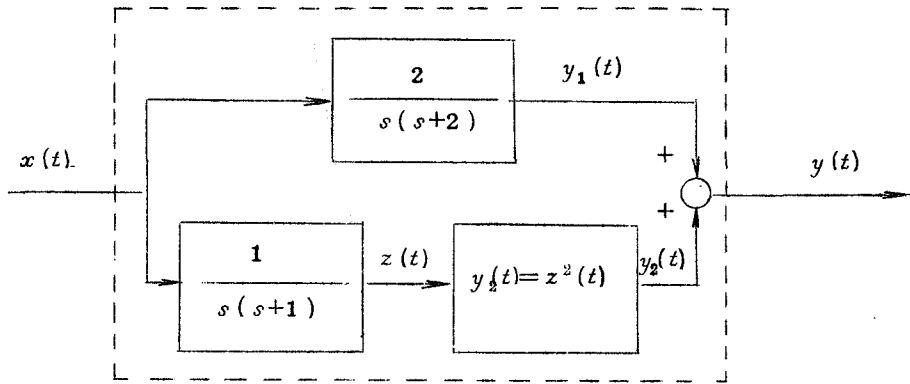 2
s(s+2)
y₁(t)
x(t)
+
+
y(t)
1
s(s+1)
z(t)
y₂(t)=z²(t)
y₂(t)